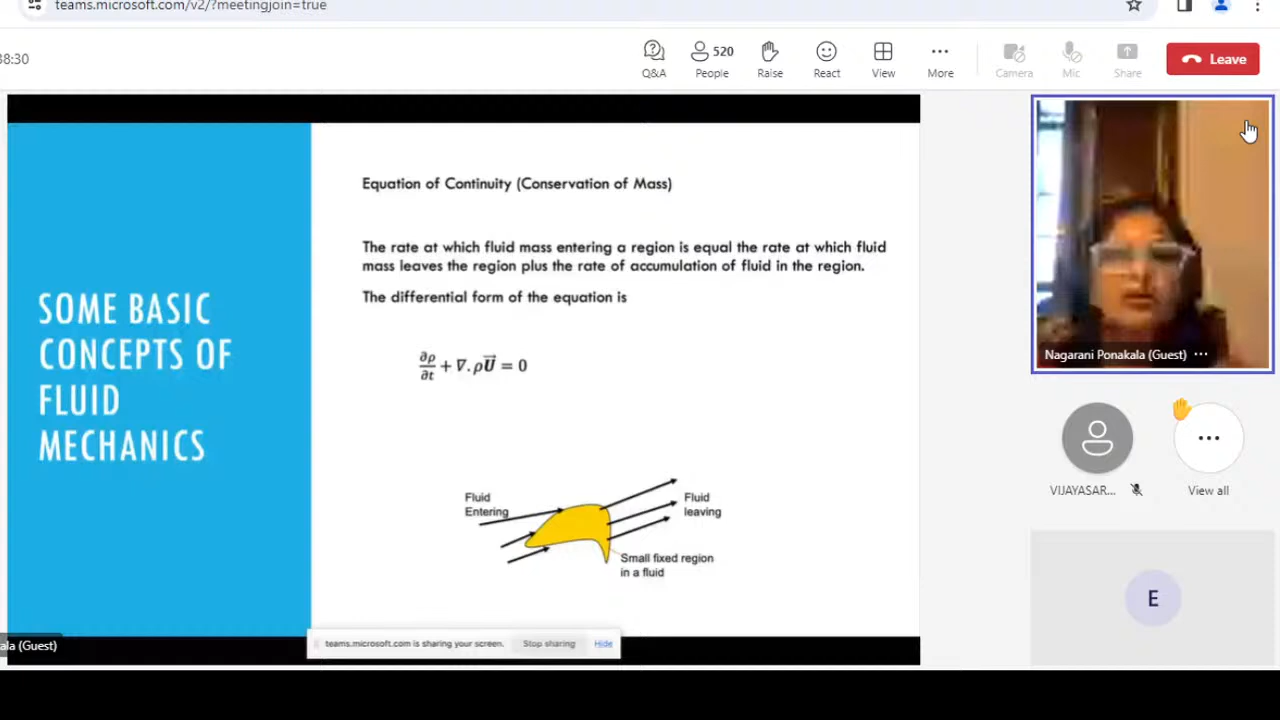 teams.microsoft.com/v2/?meetingjoin=true
38:30
Q&A
520
People
Raise
React
View
More
Camera
Mic
Share
Leave
SOME BASIC
CONCEPTS OF
FLUID
MECHANICS
Equation of Continuity (Conservation of Mass)
The rate at which fluid mass entering a region is equal the rate at which fluid
mass leaves the region plus the rate of accumulation of fluid in the region.
The differential form of the equation is
∂ρ/∂t + ∇. ρU⃗ = 0
Fluid
Entering
Fluid
leaving
Small fixed region
in a fluid
teams.microsoft.com is sharing your screen. Stop sharing Hide
ala (Guest)
Nagarani Ponakala (Guest) ...
VIJAYASAR...
View all
E